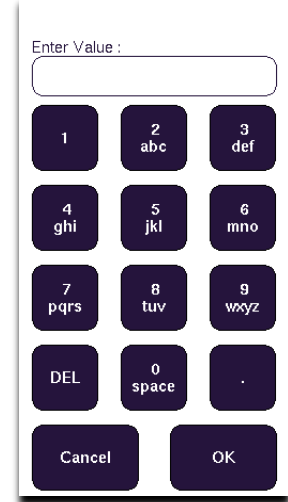 Enter Value :
1
2
abc
3
def
4
ghi
5
jkl
6
mno
7
pqrs
8
tuv
9
wxyz
DEL
0
space
.
Cancel
OK